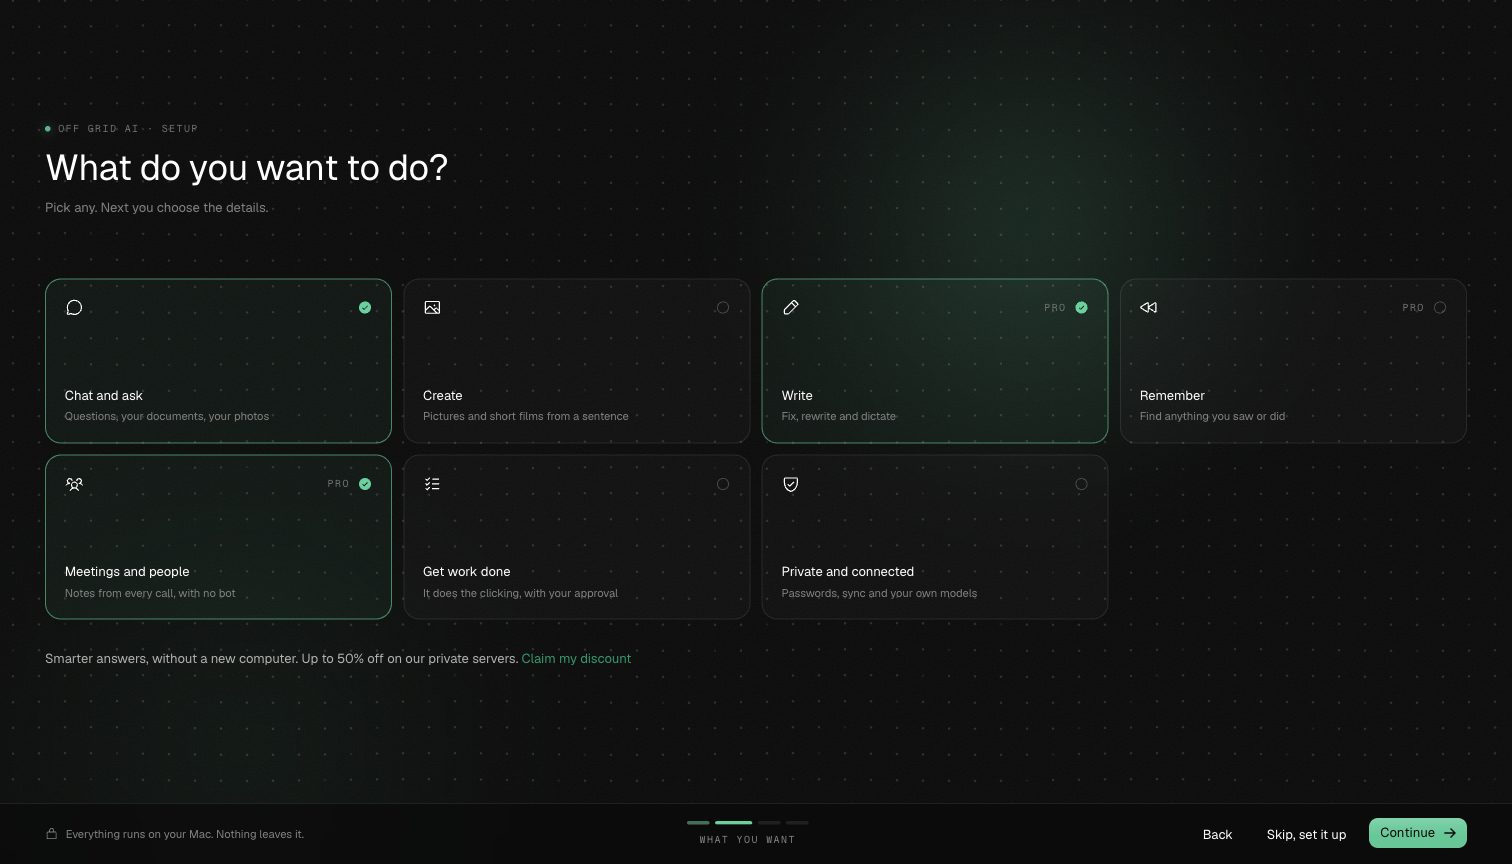 OFF GRID AI · SETUP
What do you want to do?
Pick any. Next you choose the details.
Chat and ask
Questions, your documents, your photos
Create
Pictures and short films from a sentence
PRO
Write
Fix, rewrite and dictate
PRO
Remember
Find anything you saw or did
PRO
Meetings and people
Notes from every call, with no bot
Get work done
It does the clicking, with your approval
Private and connected
Passwords, sync and your own models
Smarter answers, without a new computer. Up to 50% off on our private servers. Claim my discount
Everything runs on your Mac. Nothing leaves it.
WHAT YOU WANT
Back
Skip, set it up
Continue →